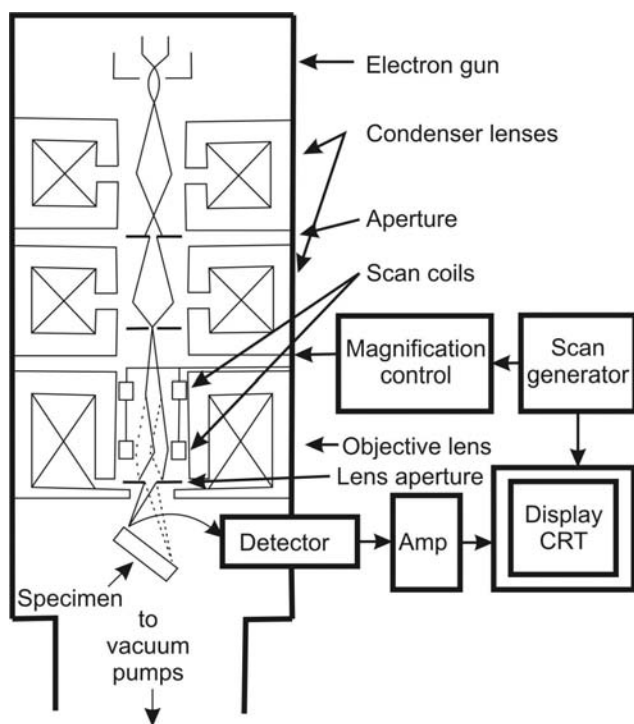 Electron gun
Condenser lenses
Aperture
Scan coils
Magnification
control
Scan
generator
Objective lens
Lens aperture
Detector
Amp
Display
CRT
Specimen
to
vacuum
pumps